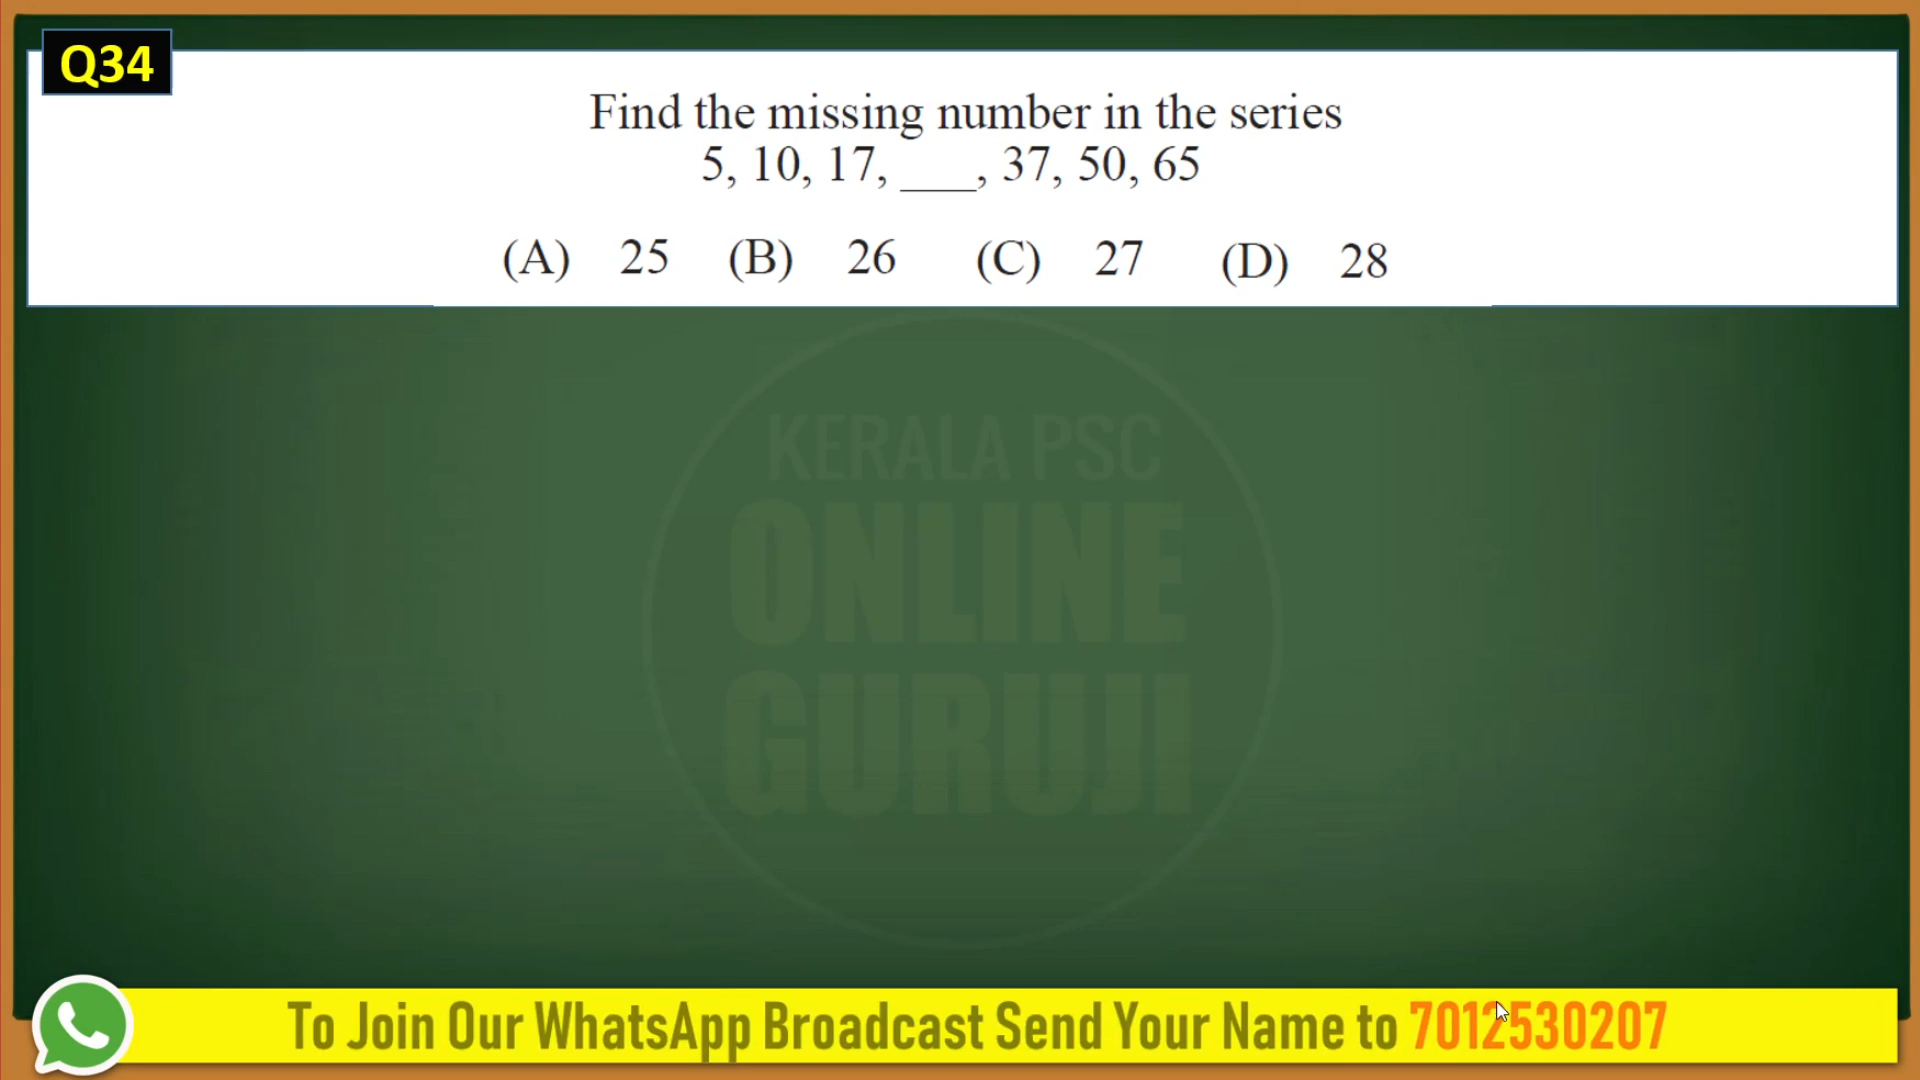 Q34
Find the missing number in the series
5, 10, 17, ___, 37, 50, 65
(A) 25 (B) 26 (C) 27 (D) 28
KERALA PSC
ONLINE
GURUJI
To Join Our WhatsApp Broadcast Send Your Name to 7012530207